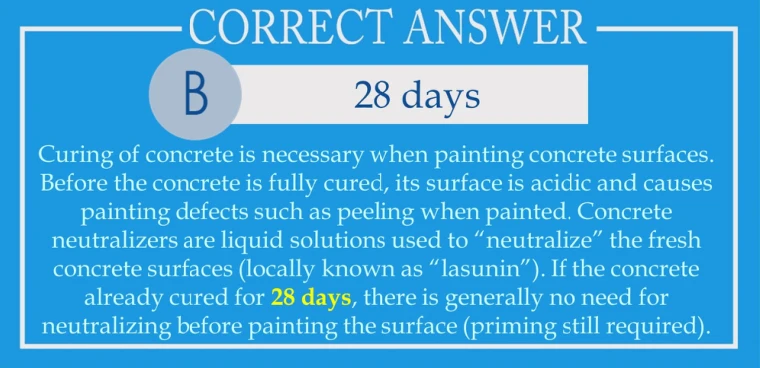 CORRECT ANSWER
B
28 days
Curing of concrete is necessary when painting concrete surfaces.
Before the concrete is fully cured, its surface is acidic and causes
painting defects such as peeling when painted. Concrete
neutralizers are liquid solutions used to “neutralize” the fresh
concrete surfaces (locally known as “lasunin”). If the concrete
already cured for 28 days, there is generally no need for
neutralizing before painting the surface (priming still required).